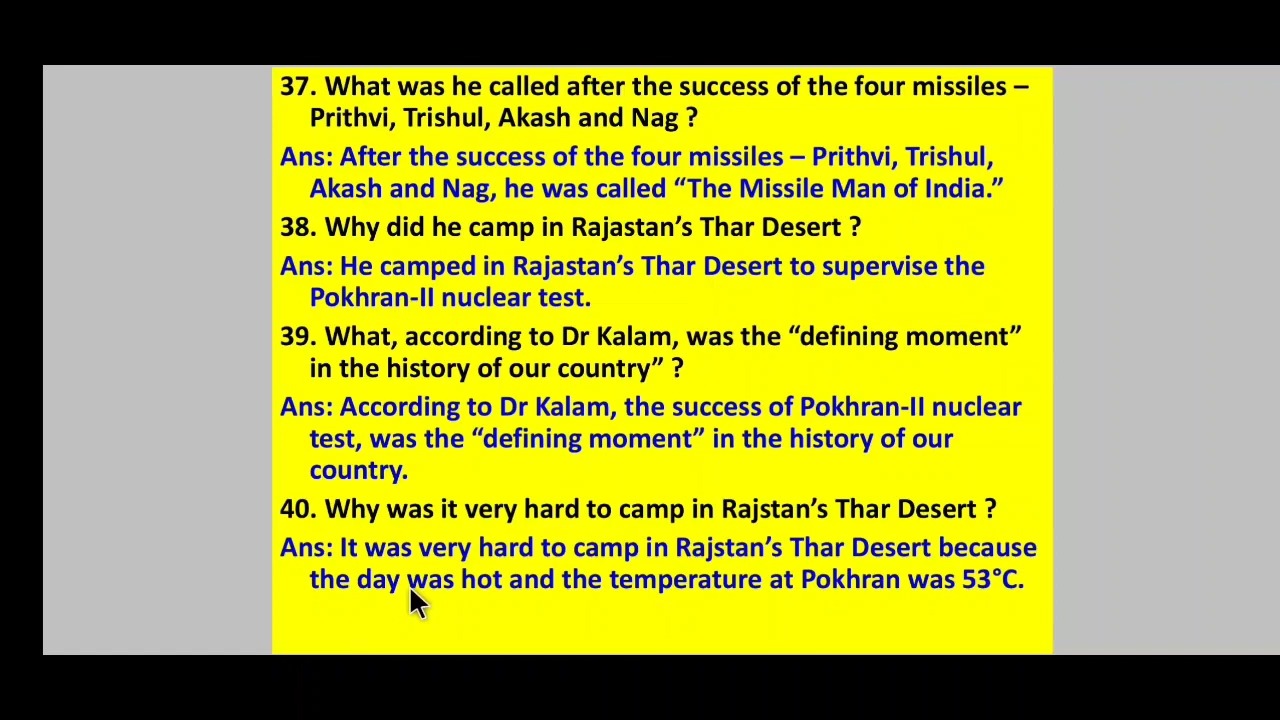 37. What was he called after the success of the four missiles –
Prithvi, Trishul, Akash and Nag ?
Ans: After the success of the four missiles – Prithvi, Trishul,
Akash and Nag, he was called “The Missile Man of India.”
38. Why did he camp in Rajastan’s Thar Desert ?
Ans: He camped in Rajastan’s Thar Desert to supervise the
Pokhran-II nuclear test.
39. What, according to Dr Kalam, was the “defining moment”
in the history of our country” ?
Ans: According to Dr Kalam, the success of Pokhran-II nuclear
test, was the “defining moment” in the history of our
country.
40. Why was it very hard to camp in Rajstan’s Thar Desert ?
Ans: It was very hard to camp in Rajstan’s Thar Desert because
the day was hot and the temperature at Pokhran was 53°C.